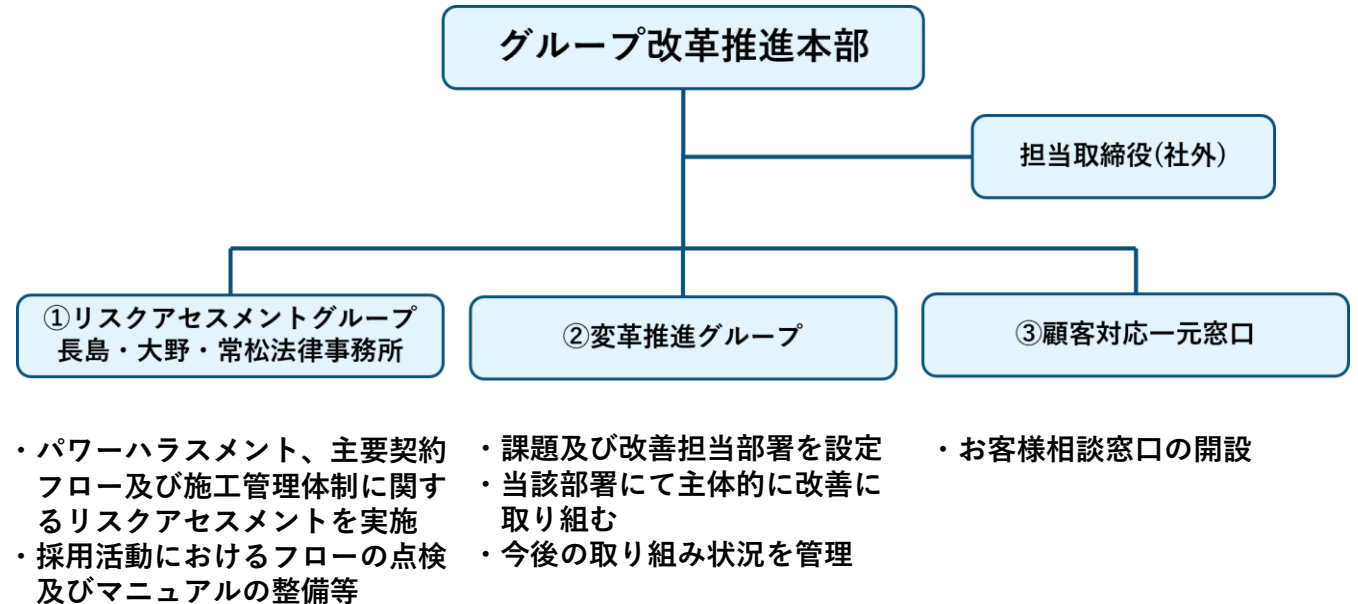 グループ改革推進本部
担当取締役(社外)
①リスクアセスメントグループ
長島・大野・常松法律事務所
②変革推進グループ
③顧客対応一元窓口
・パワーハラスメント、主要契約
フロー及び施工管理体制に関す
るリスクアセスメントを実施
・採用活動におけるフローの点検
及びマニュアルの整備等
・課題及び改善担当部署を設定
・当該部署にて主体的に改善に
取り組む
・今後の取り組み状況を管理
・お客様相談窓口の開設